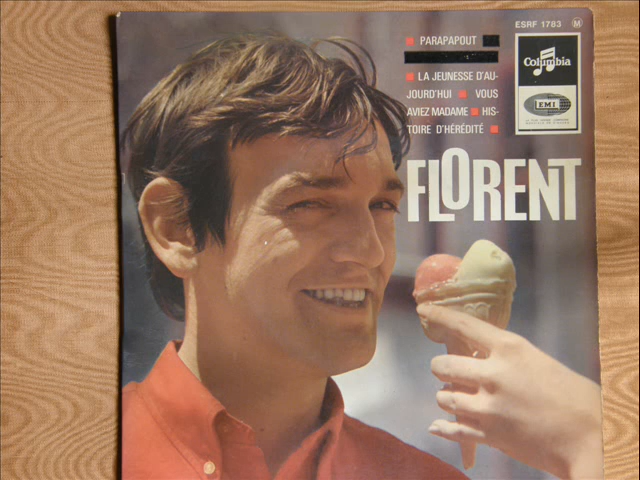 ESRF 1783 M
PARAPAPOUT
LA JEUNESSE D'AU-
JOURD'HUI VOUS
AVIEZ MADAME HIS-
TOIRE D'HÉRÉDITÉ
Columbia
EMI
FLORENT